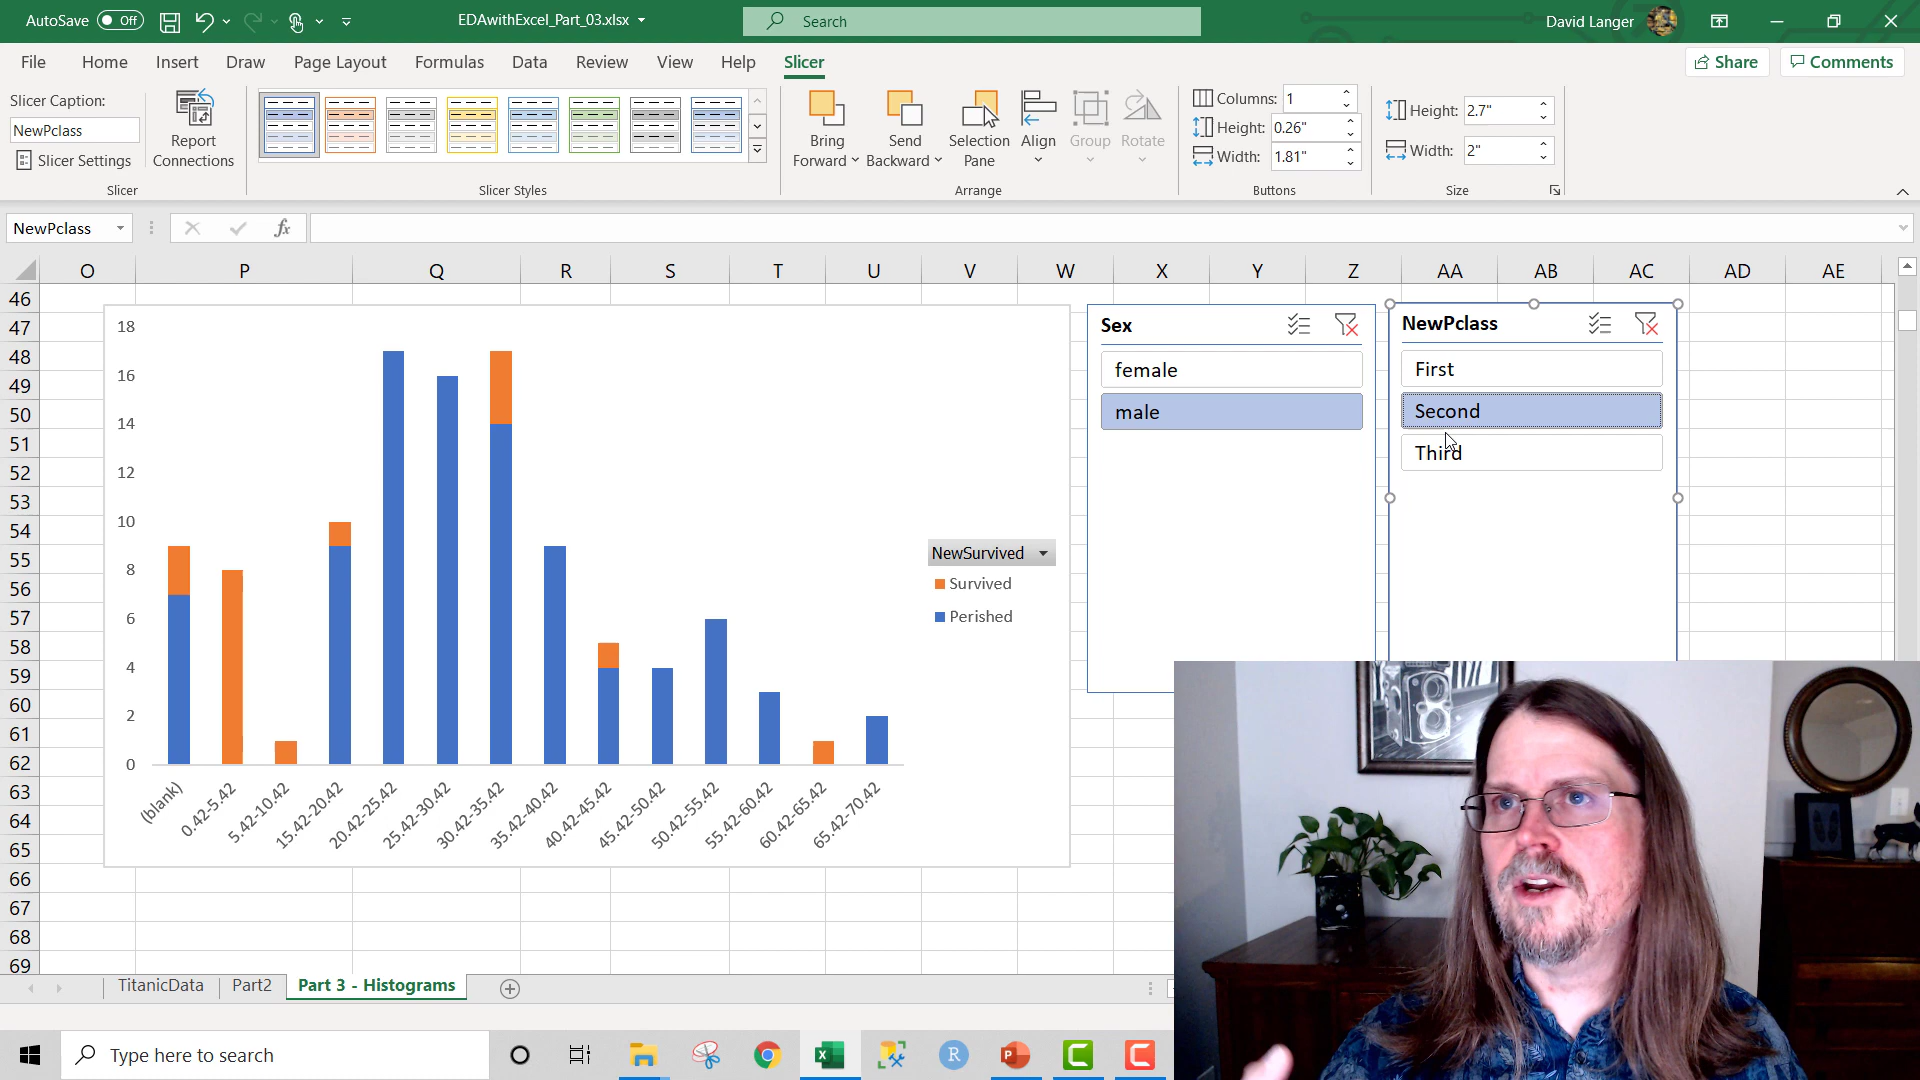 AutoSave Off EDAwithExcel_Part_03.xlsx Search David Langer
File Home Insert Draw Page Layout Formulas Data Review View Help Slicer Share Comments
Slicer Caption:
NewPclass
Slicer Settings
Report
Connections
Slicer
Slicer Styles
Bring
Forward
Send
Backward
Selection
Pane
Align
Group
Rotate
Arrange
Columns: 1
Height: 0.26"
Width: 1.81"
Buttons
Height: 2.7"
Width: 2"
Size
NewPclass fx
O P Q R S T U V W X Y Z AA AB AC AD AE
46
47
48
49
50
51
52
53
54
55
56
57
58
59
60
61
62
63
64
65
66
67
68
69
18
16
14
12
10
8
6
4
2
0
(blank) 0.42-5.42 5.42-10.42 15.42-20.42 20.42-25.42 25.42-30.42 30.42-35.42 35.42-40.42 40.42-45.42 45.42-50.42 50.42-55.42 55.42-60.42 60.42-65.42 65.42-70.42
NewSurvived
Survived
Perished
Sex
female
male
NewPclass
First
Second
Third
TitanicData Part2 Part 3 - Histograms
Type here to search
R